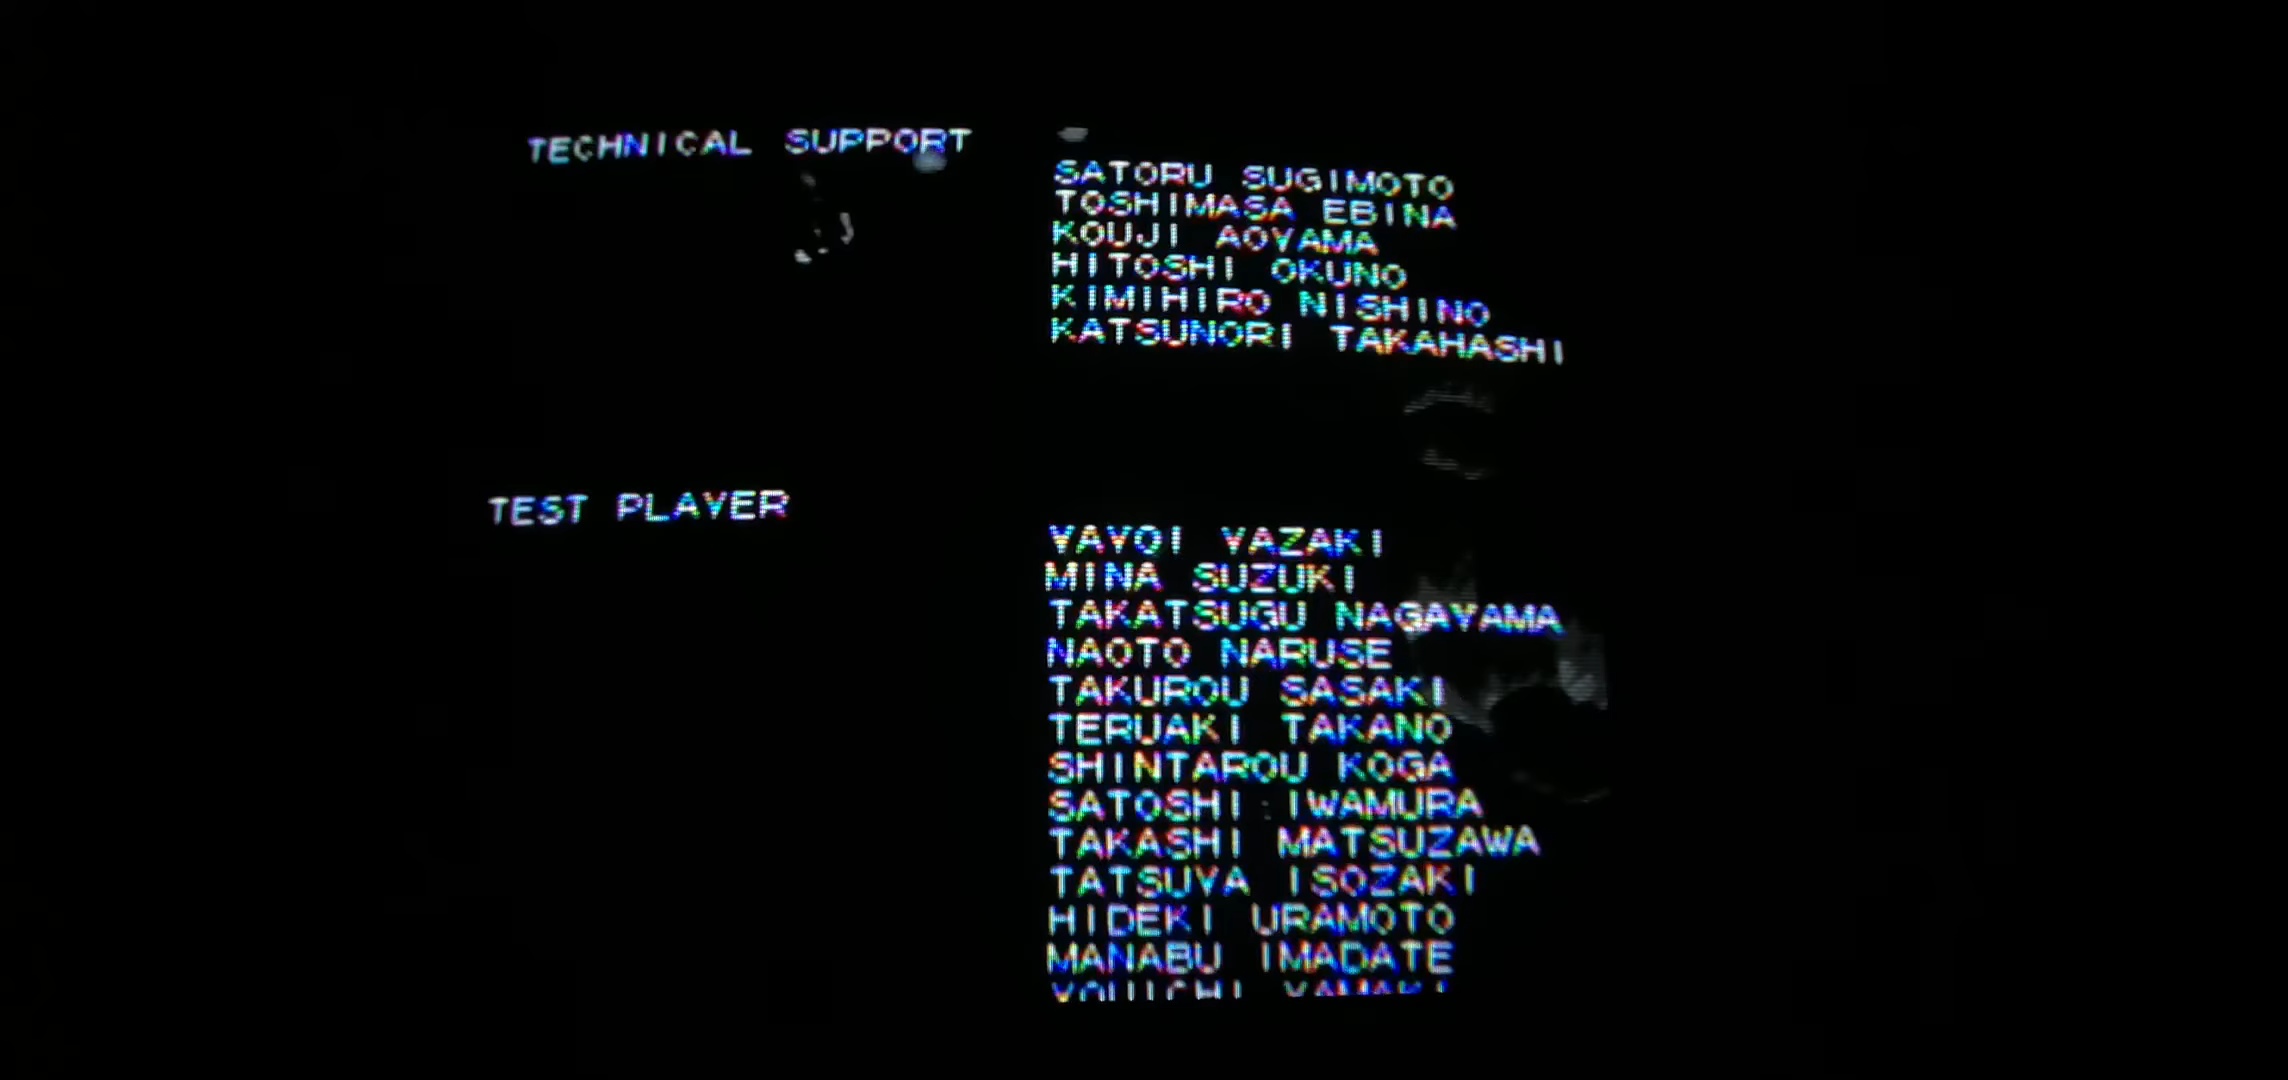 TECHNICAL SUPPORT
SATORU SUGIMOTO
TOSHIMASA EBINA
KOUJI AOYAMA
HITOSHI OKUNO
KIMIHIRO NISHINO
KATSUNORI TAKAHASHI
TEST PLAYER
YAYOI YAZAKI
MINA SUZUKI
TAKATSUGU NAGAYAMA
NAOTO NARUSE
TAKUROU SASAKI
TERUAKI TAKANO
SHINTAROU KOGA
SATOSHI IWAMURA
TAKASHI MATSUZAWA
TATSUYA ISOZAKI
HIDEKI URAMOTO
MANABU IMADATE
YOUICHI